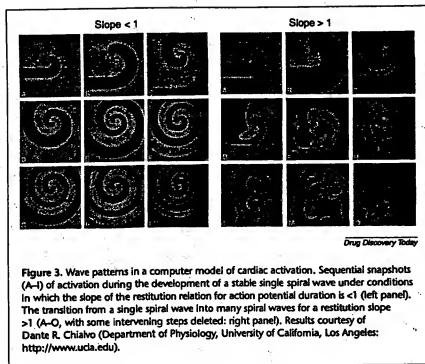 Slope < 1
Slope > 1
Drug Discovery Today
Figure 3. Wave patterns in a computer model of cardiac activation. Sequential snapshots
(A–I) of activation during the development of a stable single spiral wave under conditions
in which the slope of the restitution relation for action potential duration is <1 (left panel).
The transition from a single spiral wave into many spiral waves for a restitution slope
>1 (A–O, with some intervening steps deleted: right panel). Results courtesy of
Dante R. Chialvo (Department of Physiology, University of California, Los Angeles:
http://www.ucla.edu).